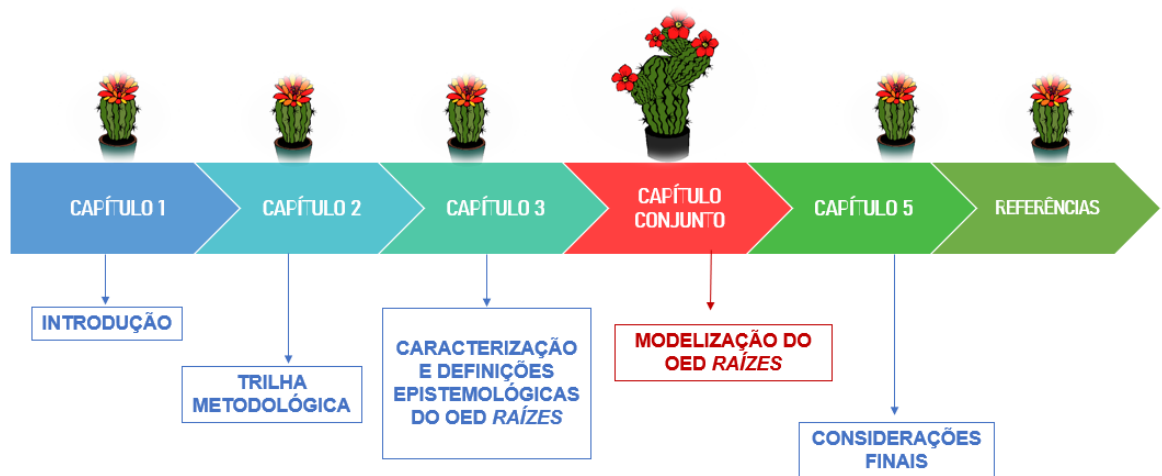 CAPÍTULO 1
CAPÍTULO 2
CAPÍTULO 3
CAPÍTULO
CONJUNTO
CAPÍTULO 5
REFERÊNCIAS
INTRODUÇÃO
TRILHA
METODOLÓGICA
CARACTERIZAÇÃO
E DEFINIÇÕES
EPISTEMOLÓGICAS
DO OED RAÍZES
MODELIZAÇÃO DO
OED RAÍZES
CONSIDERAÇÕES
FINAIS